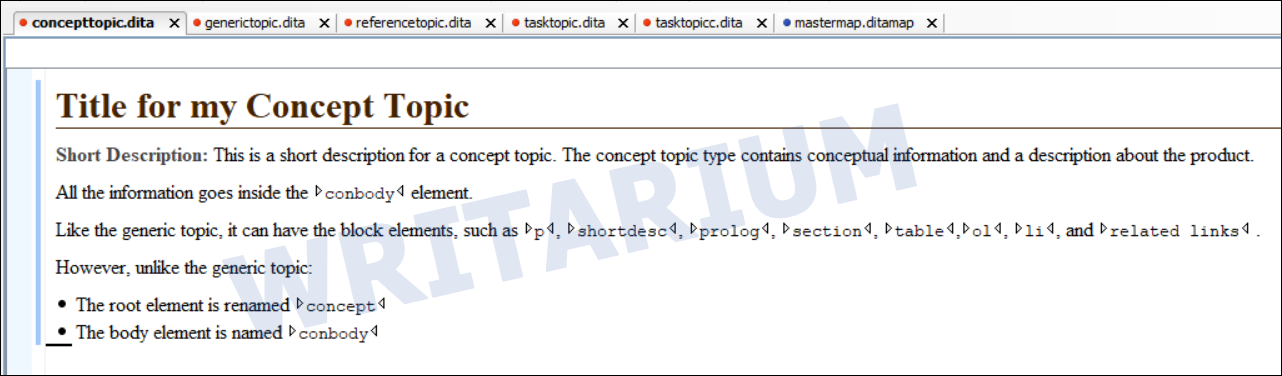 concepttopic.dita generictopic.dita referencetopic.dita tasktopic.dita tasktopicc.dita mastermap.ditamap
Title for my Concept Topic
Short Description: This is a short description for a concept topic. The concept topic type contains conceptual information and a description about the product.
All the information goes inside the conbody element.
Like the generic topic, it can have the block elements, such as p, shortdesc, prolog, section, table, ol, li, and related links .
However, unlike the generic topic:
• The root element is renamed concept
• The body element is named conbody
WRITARIUM